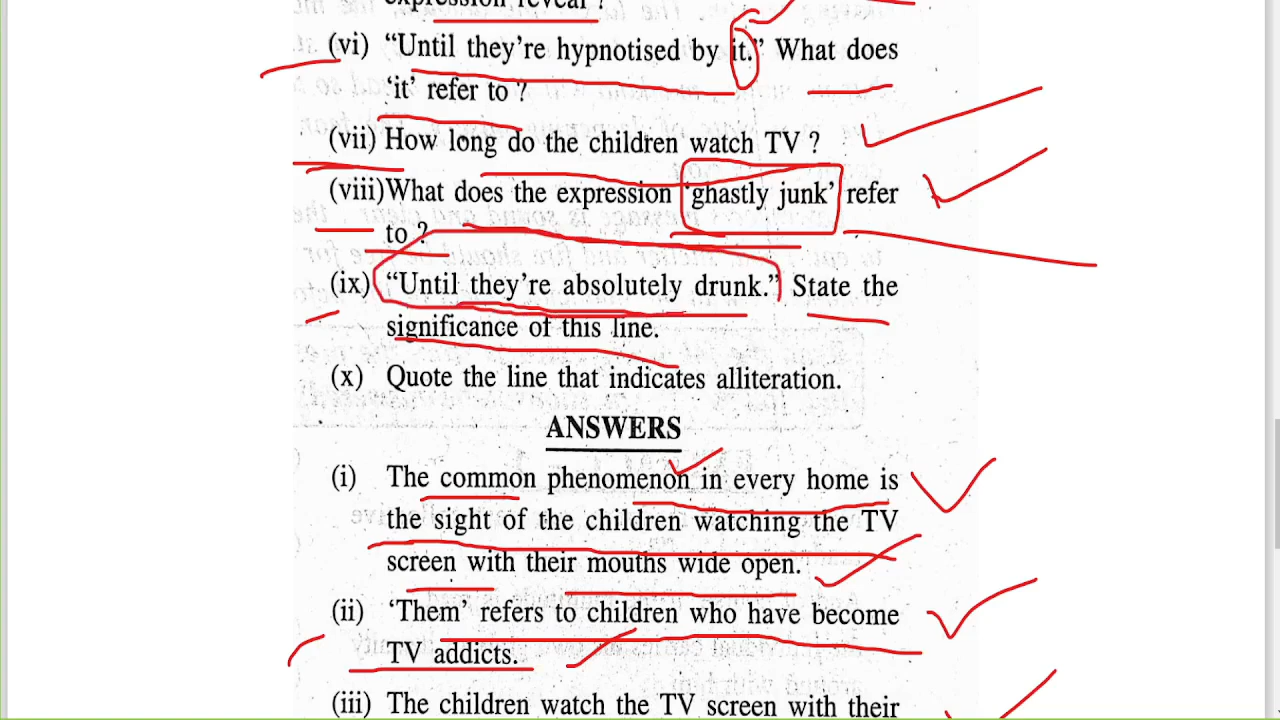 expression reveal ?
(vi) “Until they’re hypnotised by it.” What does
‘it’ refer to ?
(vii) How long do the children watch TV ?
(viii) What does the expression ‘ghastly junk’ refer
to ?
(ix) “Until they’re absolutely drunk.” State the
significance of this line.
(x) Quote the line that indicates alliteration.
ANSWERS
(i) The common phenomenon in every home is
the sight of the children watching the TV
screen with their mouths wide open.
(ii) ‘Them’ refers to children who have become
TV addicts.
(iii) The children watch the TV screen with their